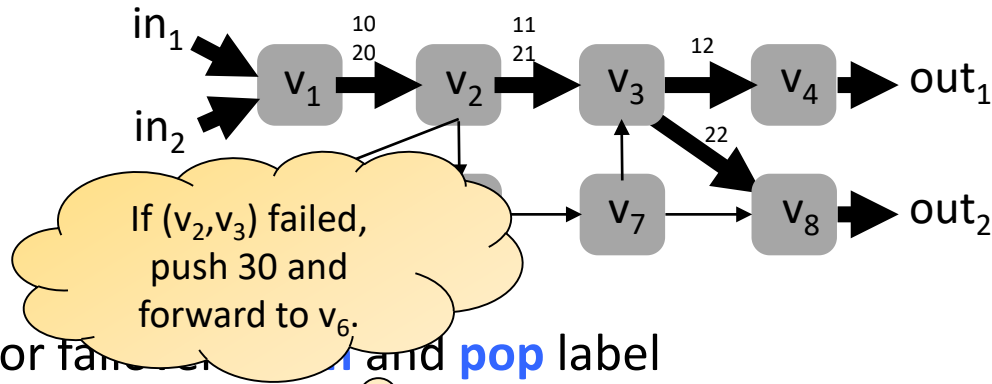 in₁
10
20
11
21
12
v₁
v₂
v₃
v₄
out₁
in₂
22
v₇
v₈
out₂
If (v₂,v₃) failed,
push 30 and
forward to v₆.
and pop label